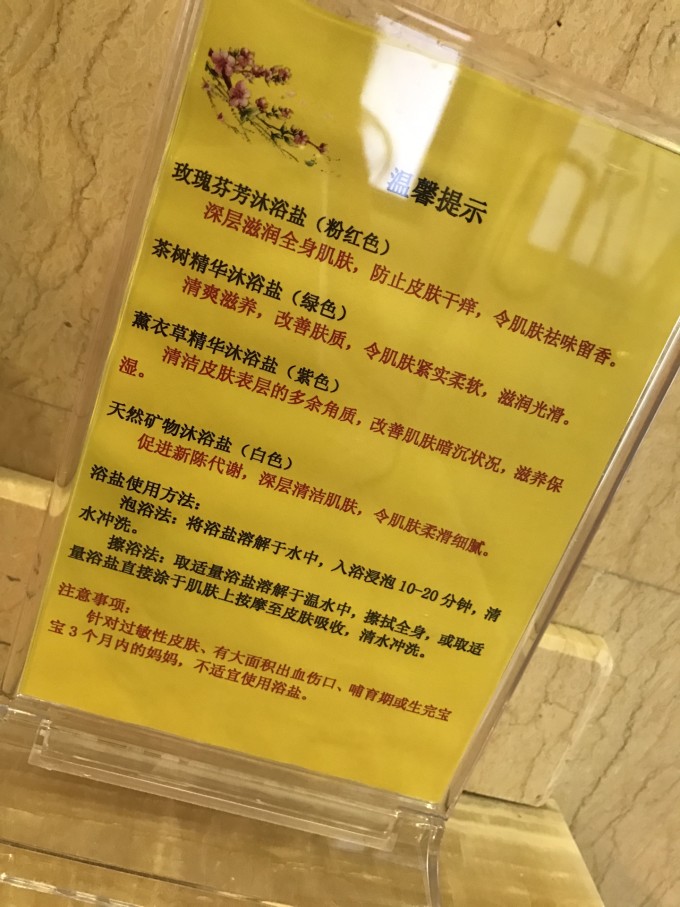 温馨提示
玫瑰芬芳沐浴盐（粉红色）
深层滋润全身肌肤，防止皮肤干痒，令肌肤祛味留香。
茶树精华沐浴盐（绿色）
清爽滋养，改善肤质，令肌肤紧实柔软，滋润光滑。
薰衣草精华沐浴盐（紫色）
清洁皮肤表层的多余角质，改善肌肤暗沉状况，滋养保
湿。
天然矿物沐浴盐（白色）
促进新陈代谢，深层清洁肌肤，令肌肤柔滑细腻。
浴盐使用方法：
泡浴法：将浴盐溶解于水中，入浴浸泡10-20分钟，清
水冲洗。
擦浴法：取适量浴盐溶解于温水中，擦拭全身，或取适
量浴盐直接涂于肌肤上按摩至皮肤吸收，清水冲洗。
注意事项：
针对过敏性皮肤、有大面积出血伤口、哺育期或生完宝
宝3个月内的妈妈，不适宜使用浴盐。